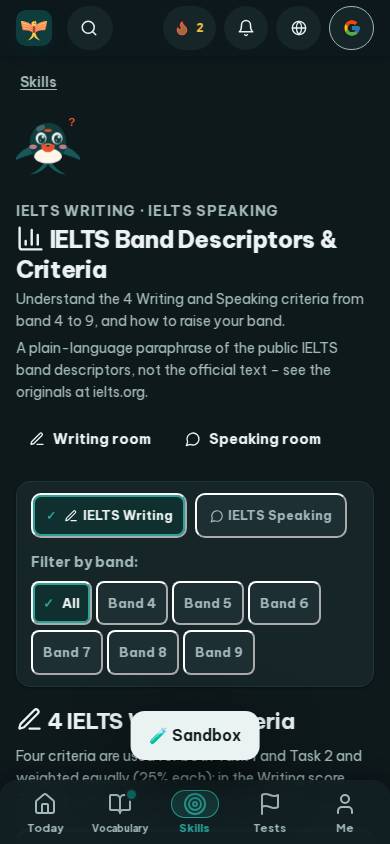 2
Skills
?
IELTS WRITING · IELTS SPEAKING
IELTS Band Descriptors &
Criteria
Understand the 4 Writing and Speaking criteria from
band 4 to 9, and how to raise your band.
A plain-language paraphrase of the public IELTS
band descriptors, not the official text – see the
originals at ielts.org.
Writing room
Speaking room
✓ IELTS Writing
IELTS Speaking
Filter by band:
✓ All
Band 4
Band 5
Band 6
Band 7
Band 8
Band 9
4 IELTS
Sandbox
Four criteria are and Task 2 and
weighted equally (25% each); in the Writing score
Today
Vocabulary
Skills
Tests
Me